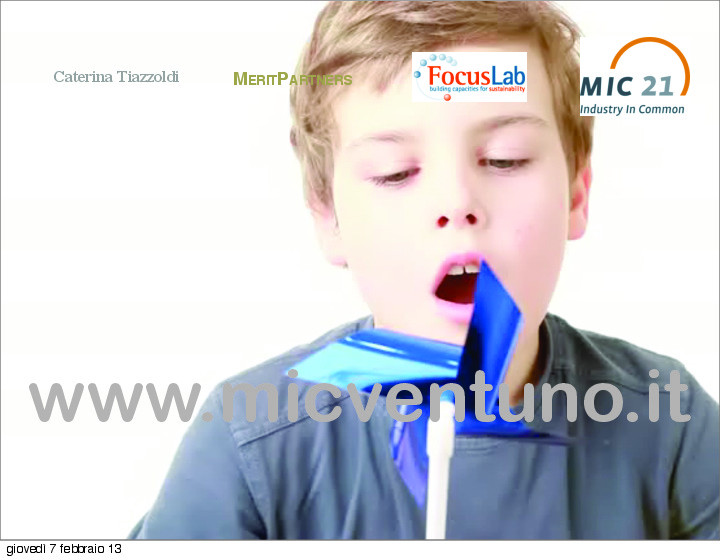 Caterina Tiazzoldi
MERITPARTNERS
FocusLab
building capacities for sustainability
MIC 21
Industry In Common
www.micventuno.it
giovedì 7 febbraio 13